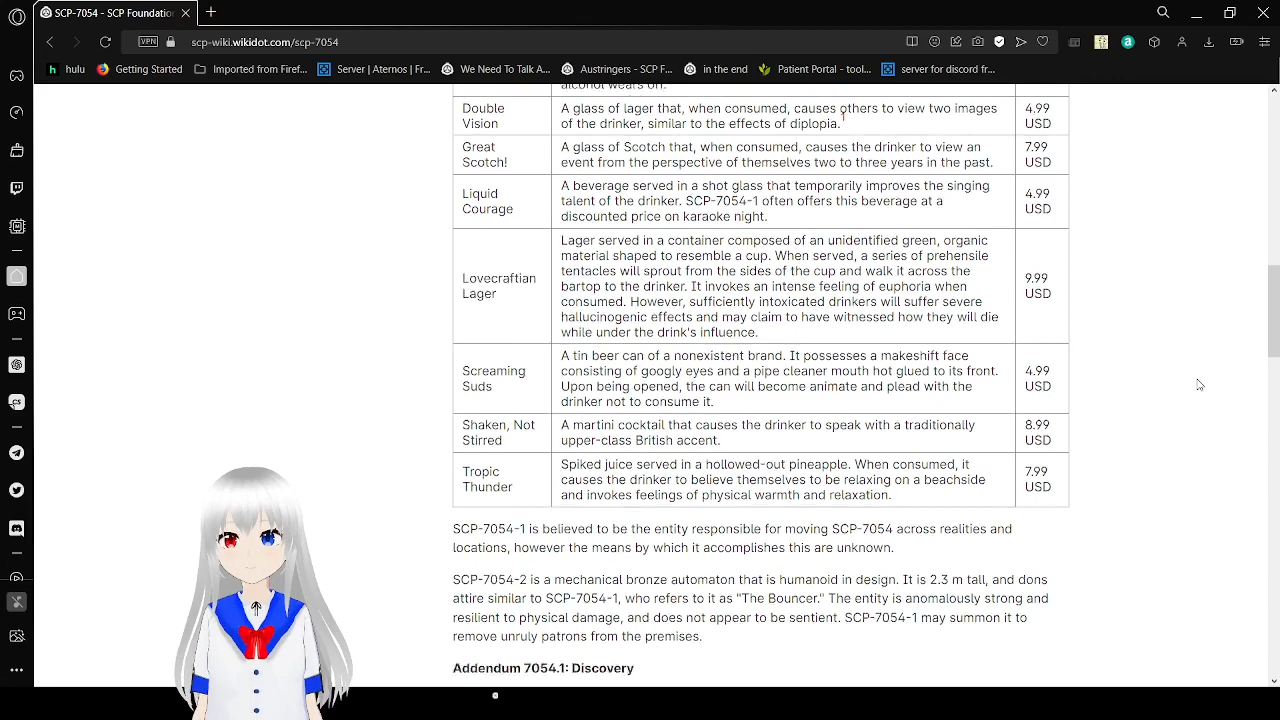 SCP-7054 - SCP Foundatio
scp-wiki.wikidot.com/scp-7054
VPN
h hulu
Getting Started
Imported from Firef...
Server | Aternos | Fr...
We Need To Talk A...
Austringers - SCP F...
in the end
Patient Portal - tool...
server for discord fr...
alcohol wears off.
Double
Vision
A glass of lager that, when consumed, causes others to view two images
of the drinker, similar to the effects of diplopia.1
4.99
USD
Great
Scotch!
A glass of Scotch that, when consumed, causes the drinker to view an
event from the perspective of themselves two to three years in the past.
7.99
USD
Liquid
Courage
A beverage served in a shot glass that temporarily improves the singing
talent of the drinker. SCP-7054-1 often offers this beverage at a
discounted price on karaoke night.
4.99
USD
Lovecraftian
Lager
Lager served in a container composed of an unidentified green, organic
material shaped to resemble a cup. When served, a series of prehensile
tentacles will sprout from the sides of the cup and walk it across the
bartop to the drinker. It invokes an intense feeling of euphoria when
consumed. However, sufficiently intoxicated drinkers will suffer severe
hallucinogenic effects and may claim to have witnessed how they will die
while under the drink's influence.
9.99
USD
Screaming
Suds
A tin beer can of a nonexistent brand. It possesses a makeshift face
consisting of googly eyes and a pipe cleaner mouth hot glued to its front.
Upon being opened, the can will become animate and plead with the
drinker not to consume it.
4.99
USD
Shaken, Not
Stirred
A martini cocktail that causes the drinker to speak with a traditionally
upper-class British accent.
8.99
USD
Tropic
Thunder
Spiked juice served in a hollowed-out pineapple. When consumed, it
causes the drinker to believe themselves to be relaxing on a beachside
and invokes feelings of physical warmth and relaxation.
7.99
USD
SCP-7054-1 is believed to be the entity responsible for moving SCP-7054 across realities and
locations, however the means by which it accomplishes this are unknown.
SCP-7054-2 is a mechanical bronze automaton that is humanoid in design. It is 2.3 m tall, and dons
attire similar to SCP-7054-1, who refers to it as "The Bouncer." The entity is anomalously strong and
resilient to physical damage, and does not appear to be sentient. SCP-7054-1 may summon it to
remove unruly patrons from the premises.
Addendum 7054.1: Discovery